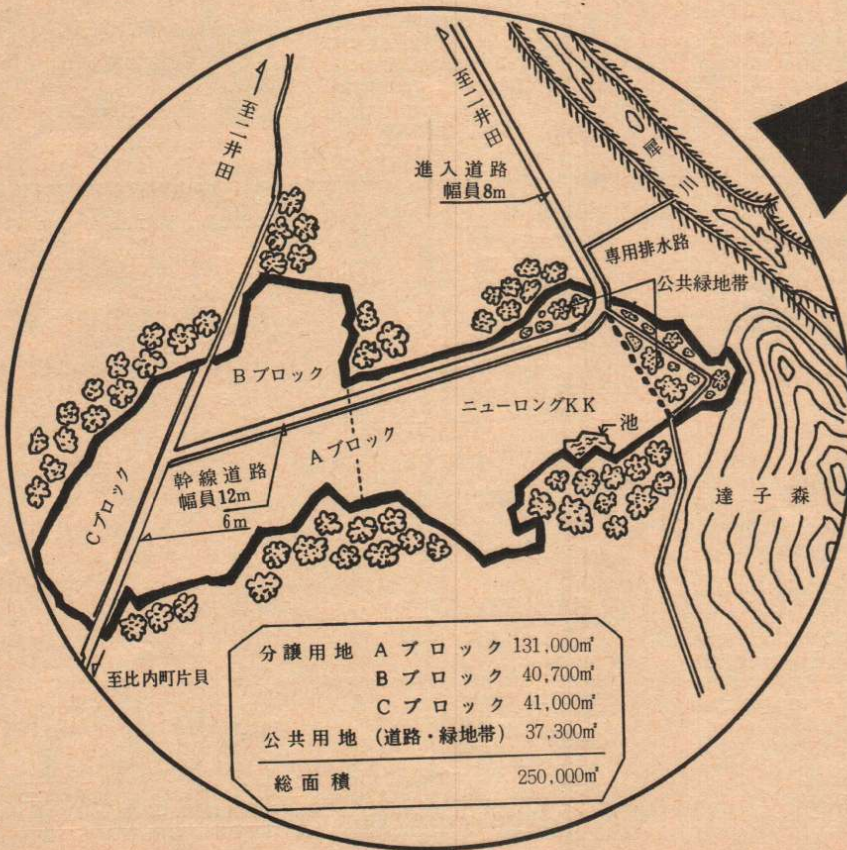 至二井田
至二井田
進入道路
幅員8m
犀川
専用排水路
公共緑地帯
Bブロック
ニューロングKK
Aブロック
池
幹線道路
幅員12m
6m
Cブロック
達子森
至比内町片貝
分譲用地 Aブロック 131,000㎡
Bブロック 40,700㎡
Cブロック 41,000㎡
公共用地 (道路・緑地帯) 37,300㎡
総面積 250,000㎡